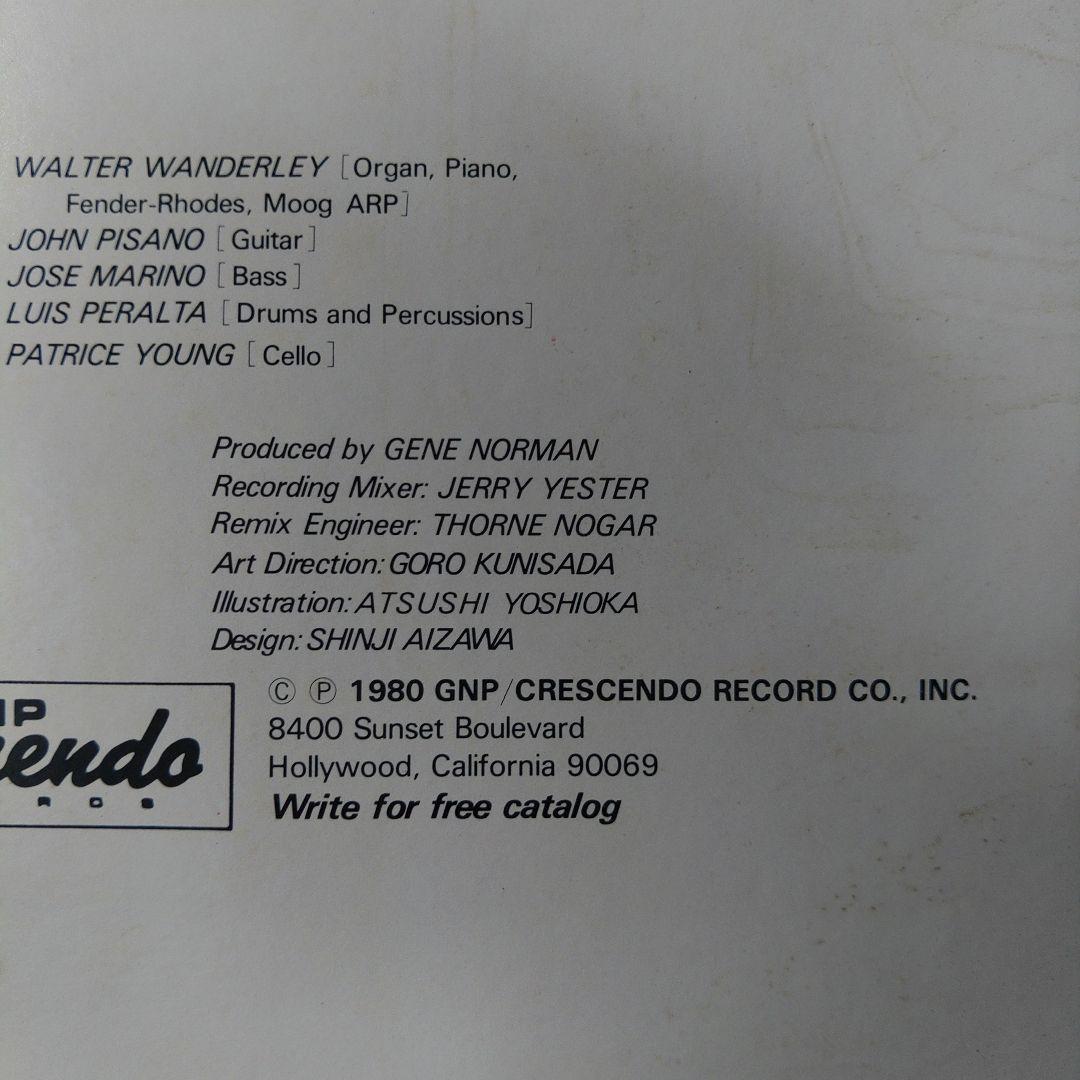 WALTER WANDERLEY [Organ, Piano,
Fender-Rhodes, Moog ARP]
JOHN PISANO [Guitar]
JOSE MARINO [Bass]
LUIS PERALTA [Drums and Percussions]
PATRICE YOUNG [Cello]
Produced by GENE NORMAN
Recording Mixer: JERRY YESTER
Remix Engineer: THORNE NOGAR
Art Direction: GORO KUNISADA
Illustration: ATSUSHI YOSHIOKA
Design: SHINJI AIZAWA
Ⓒ Ⓟ 1980 GNP/CRESCENDO RECORD CO., INC.
8400 Sunset Boulevard
Hollywood, California 90069
Write for free catalog